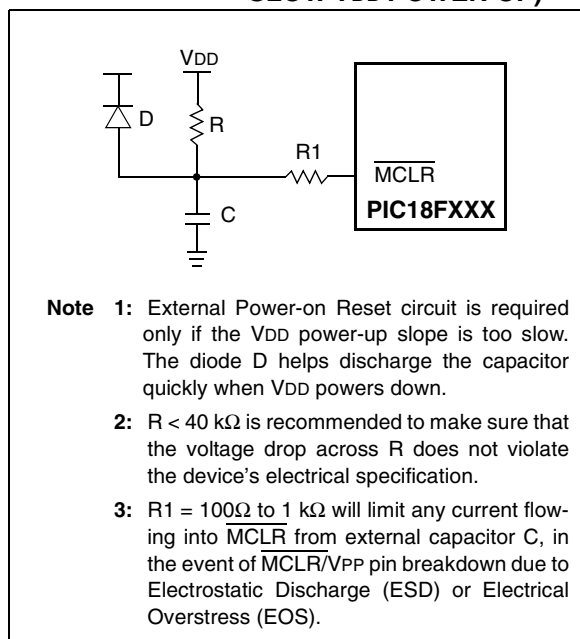 VDD
D
R
R1
MCLR
PIC18FXXX
C
Note 1: External Power-on Reset circuit is required
only if the VDD power-up slope is too slow.
The diode D helps discharge the capacitor
quickly when VDD powers down.
2: R < 40 kΩ is recommended to make sure that
the voltage drop across R does not violate
the device's electrical specification.
3: R1 = 100Ω to 1 kΩ will limit any current flow-
ing into MCLR from external capacitor C, in
the event of MCLR/VPP pin breakdown due to
Electrostatic Discharge (ESD) or Electrical
Overstress (EOS).